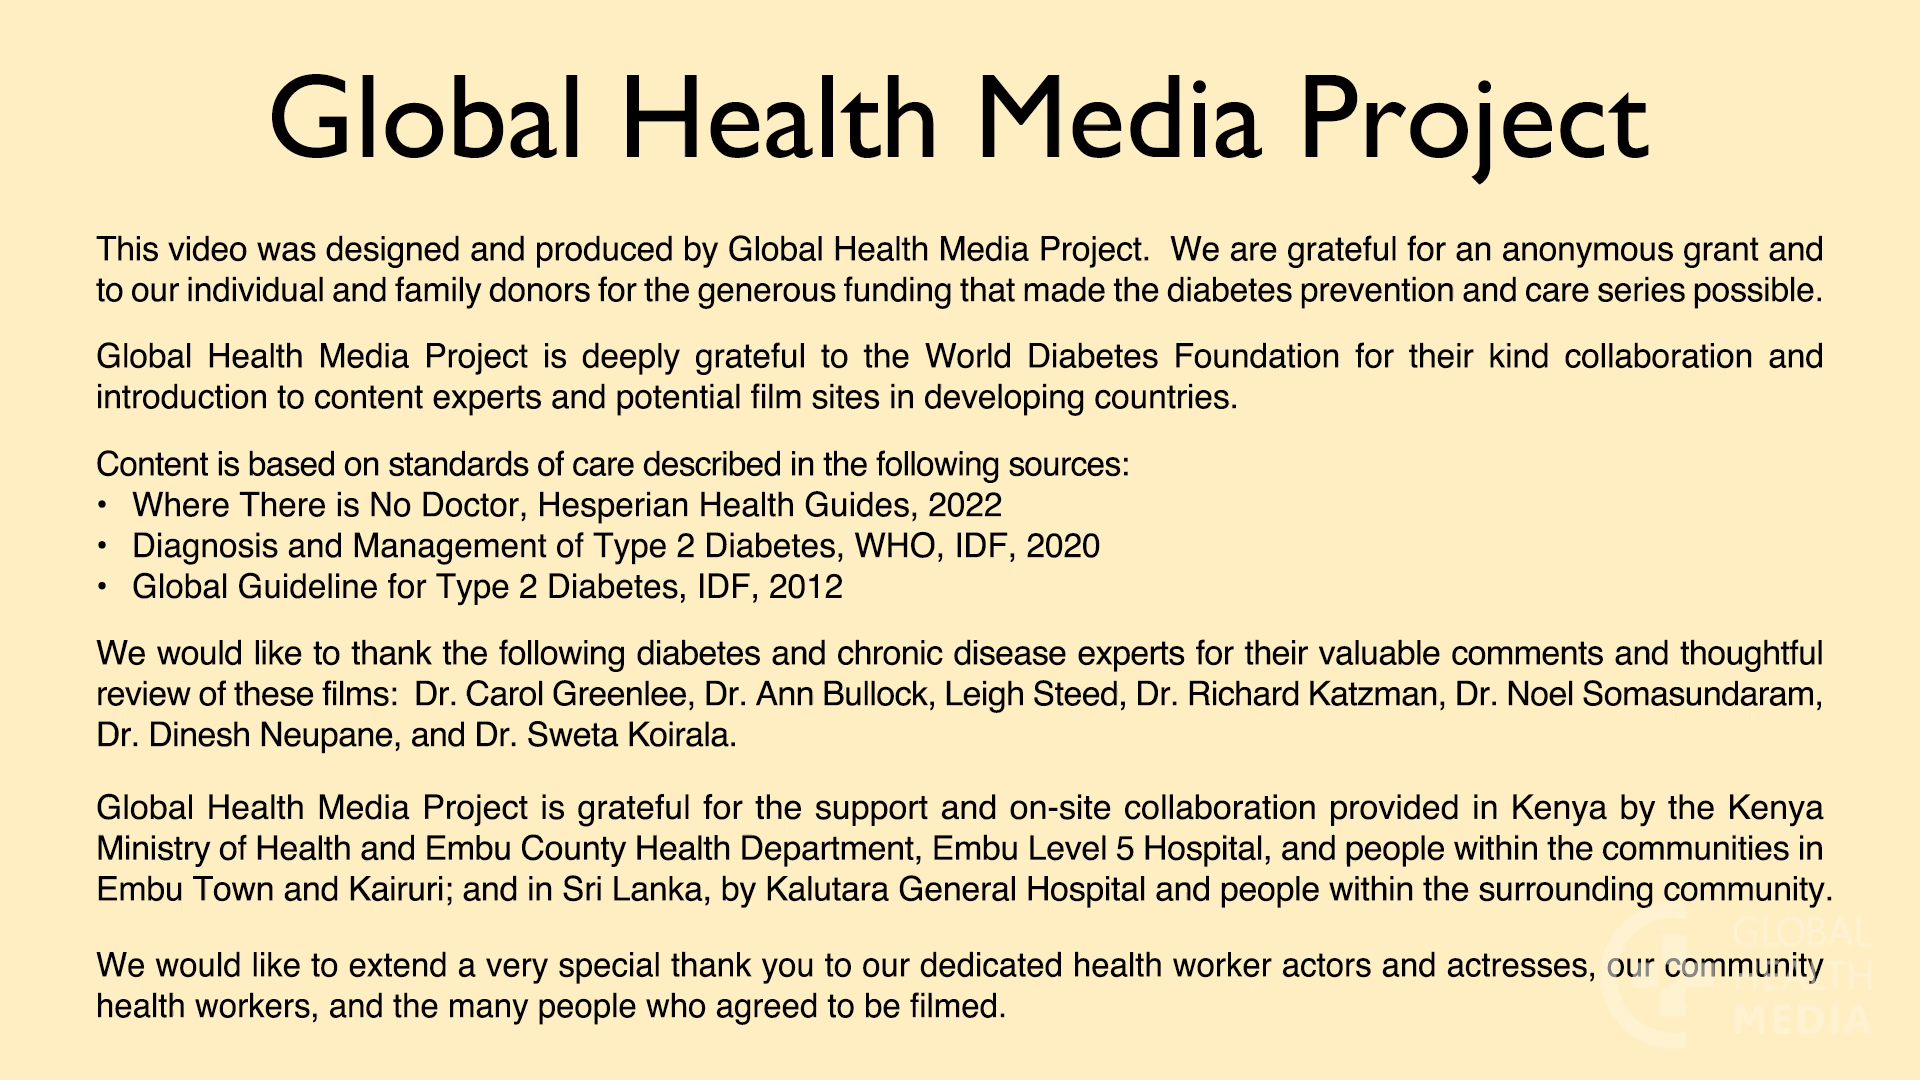 Global Health Media Project
This video was designed and produced by Global Health Media Project.  We are grateful for an anonymous grant and
to our individual and family donors for the generous funding that made the diabetes prevention and care series possible.
Global Health Media Project is deeply grateful to the World Diabetes Foundation for their kind collaboration and
introduction to content experts and potential film sites in developing countries.
Content is based on standards of care described in the following sources:
• Where There is No Doctor, Hesperian Health Guides, 2022
• Diagnosis and Management of Type 2 Diabetes, WHO, IDF, 2020
• Global Guideline for Type 2 Diabetes, IDF, 2012
We would like to thank the following diabetes and chronic disease experts for their valuable comments and thoughtful
review of these films:  Dr. Carol Greenlee, Dr. Ann Bullock, Leigh Steed, Dr. Richard Katzman, Dr. Noel Somasundaram,
Dr. Dinesh Neupane, and Dr. Sweta Koirala.
Global Health Media Project is grateful for the support and on-site collaboration provided in Kenya by the Kenya
Ministry of Health and Embu County Health Department, Embu Level 5 Hospital, and people within the communities in
Embu Town and Kairuri; and in Sri Lanka, by Kalutara General Hospital and people within the surrounding community.
We would like to extend a very special thank you to our dedicated health worker actors and actresses, our community
health workers, and the many people who agreed to be filmed.
GLOBAL
HEALTH
MEDIA